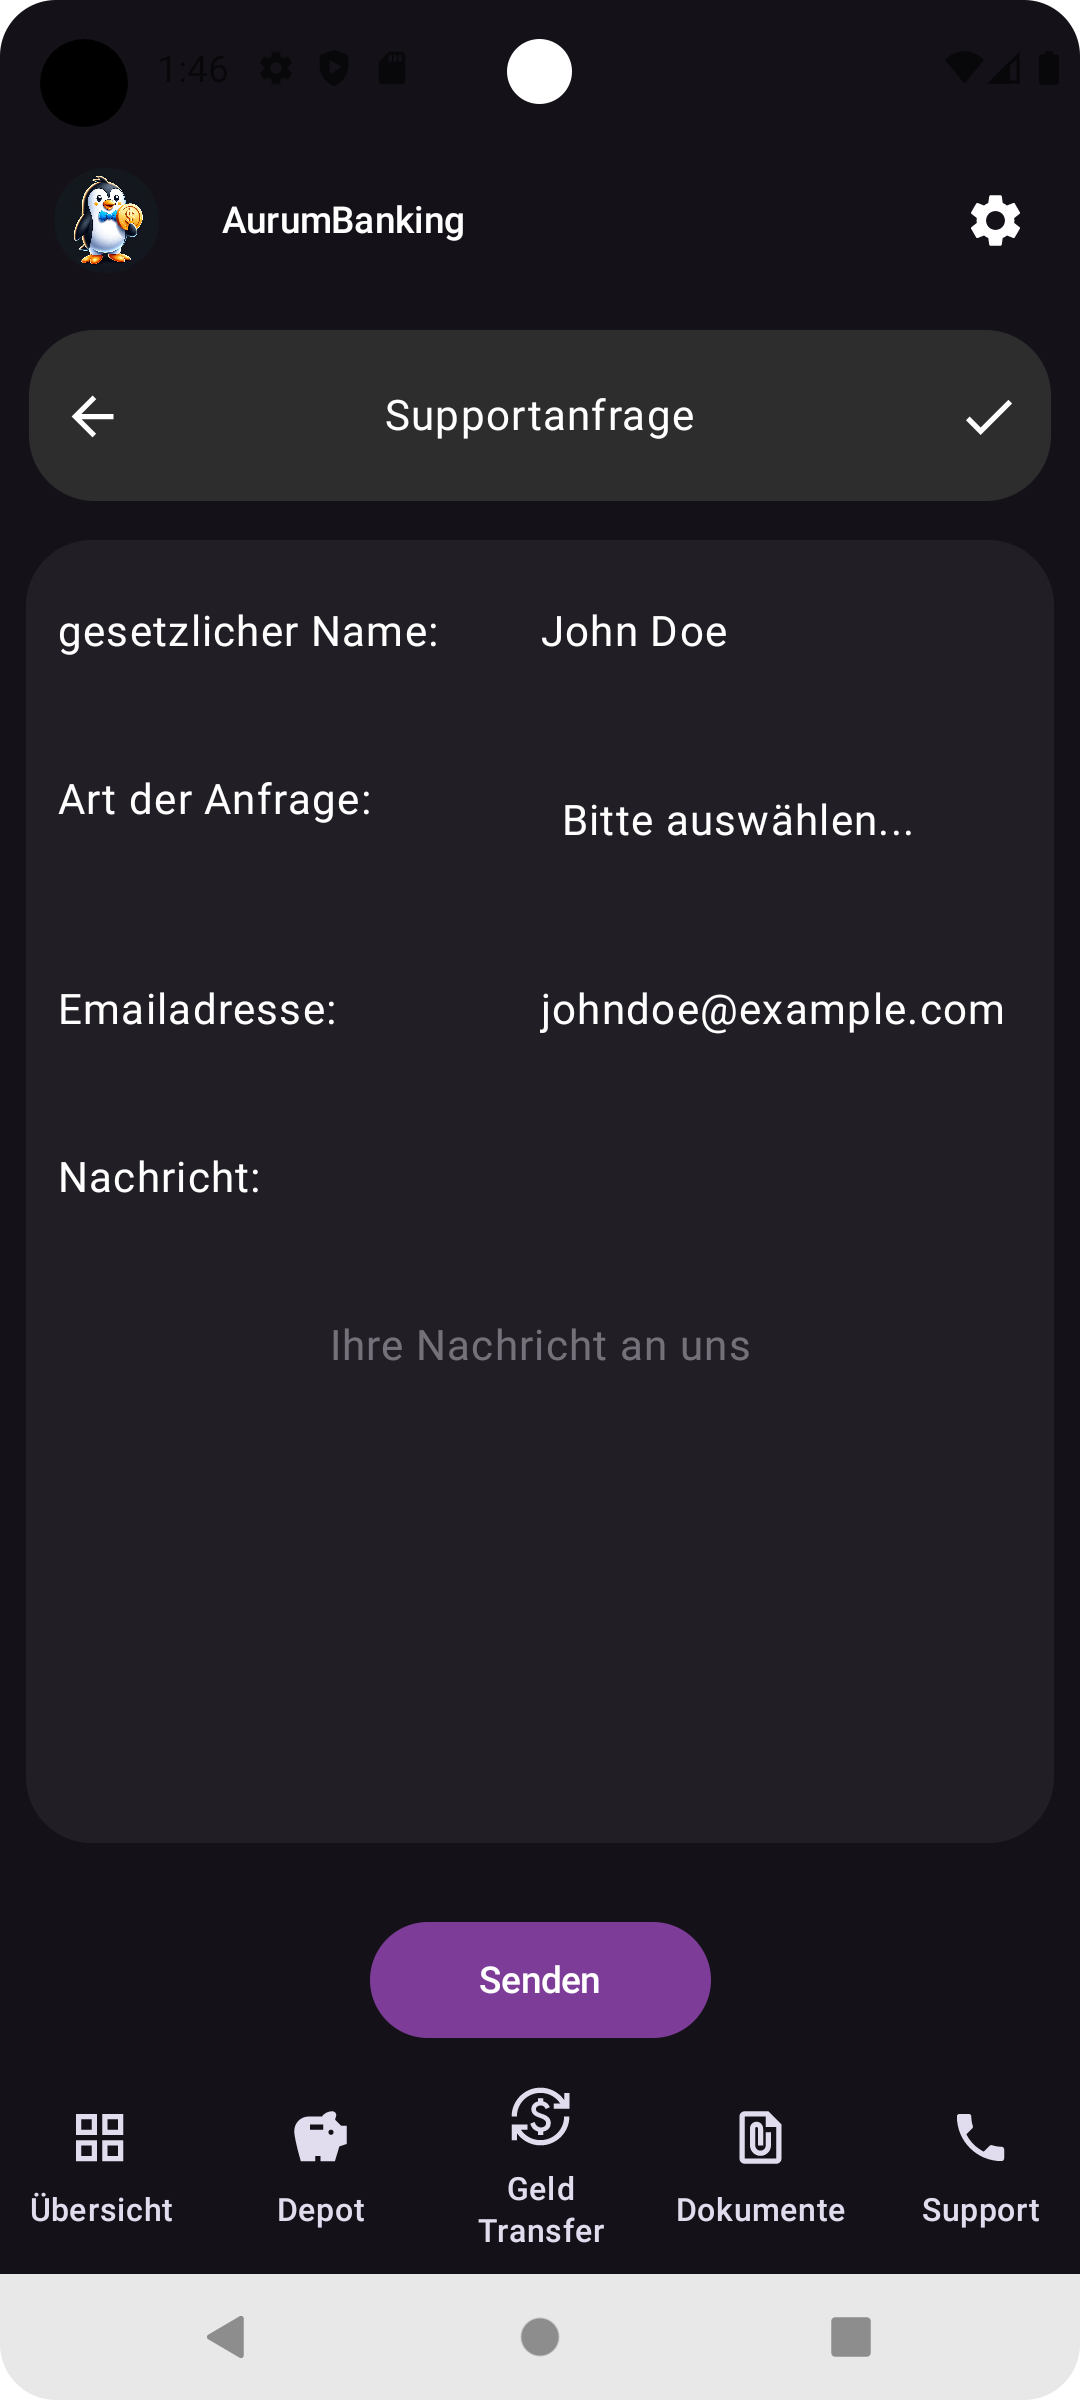 1:46
AurumBanking
Supportanfrage
gesetzlicher Name: John Doe
Art der Anfrage: Bitte auswählen...
Emailadresse: johndoe@example.com
Nachricht:
Ihre Nachricht an uns
Senden
Übersicht
Depot
Geld
Transfer
Dokumente
Support